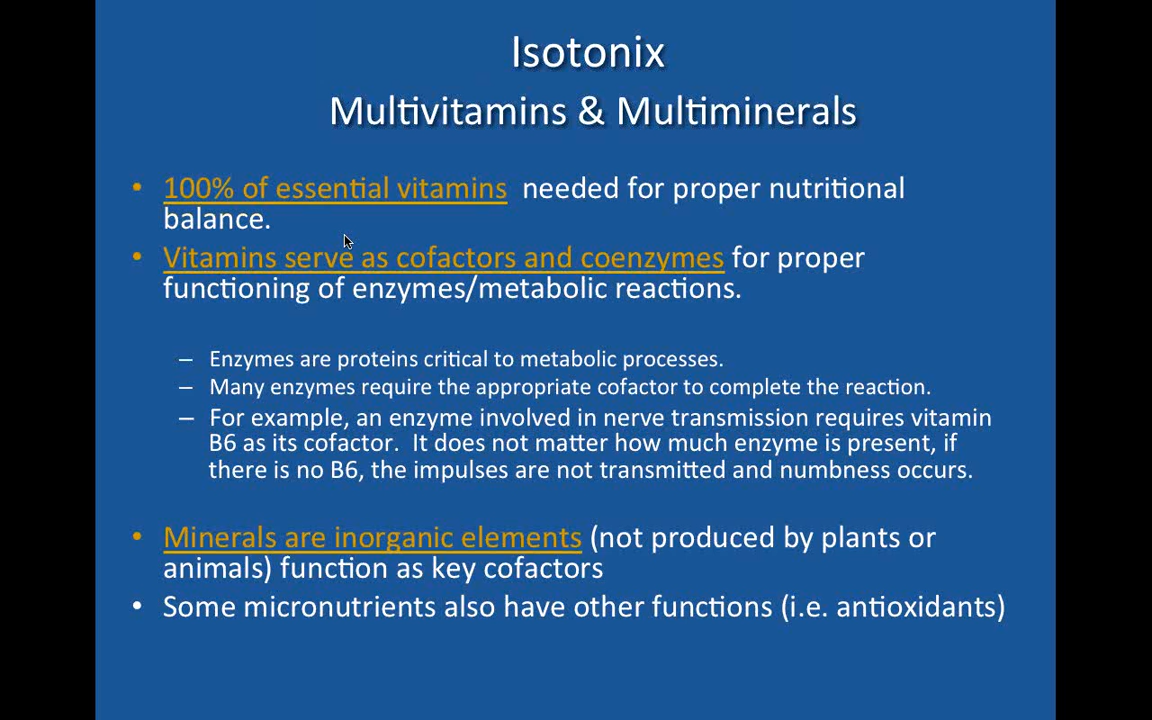 Isotonix
Multivitamins & Multiminerals
• 100% of essential vitamins needed for proper nutritional
balance.
• Vitamins serve as cofactors and coenzymes for proper
functioning of enzymes/metabolic reactions.
– Enzymes are proteins critical to metabolic processes.
– Many enzymes require the appropriate cofactor to complete the reaction.
– For example, an enzyme involved in nerve transmission requires vitamin
B6 as its cofactor. It does not matter how much enzyme is present, if
there is no B6, the impulses are not transmitted and numbness occurs.
• Minerals are inorganic elements (not produced by plants or
animals) function as key cofactors
• Some micronutrients also have other functions (i.e. antioxidants)